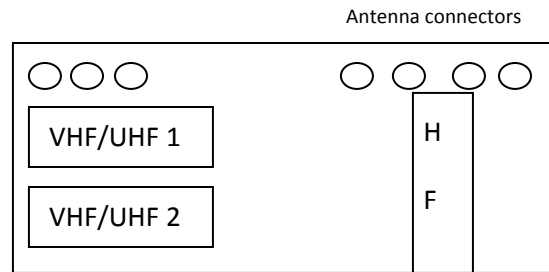 Antenna connectors
VHF/UHF 1
H
VHF/UHF 2
F